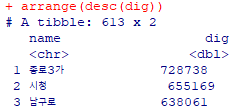 + arrange(desc(dig))
# A tibble: 613 x 2
name dig
<chr> <dbl>
1 종로3가 728738
2 시청 655169
3 남구로 638061